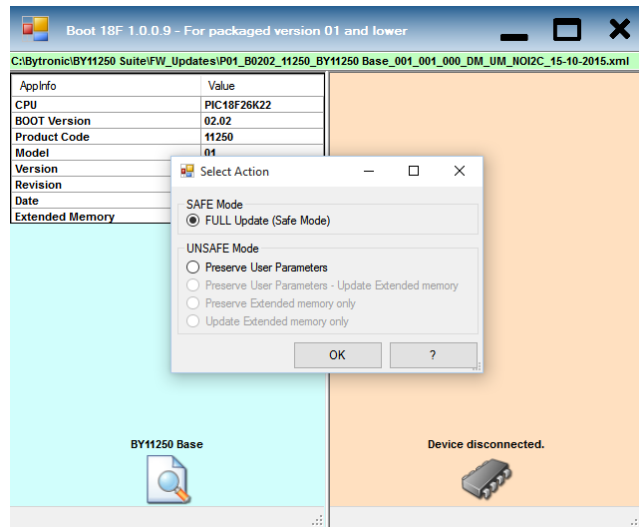 Boot 18F 1.0.0.9 - For packaged version 01 and lower
C:\Bytronic\BY11250 Suite\FW_Updates\P01_B0202_11250_BY11250 Base_001_001_000_DM_UM_NOI2C_15-10-2015.xml
AppInfo Value
CPU PIC18F26K22
BOOT Version 02.02
Product Code 11250
Model 01
Version
Revision
Date
Extended Memory
Select Action
SAFE Mode
FULL Update (Safe Mode)
UNSAFE Mode
Preserve User Parameters
Preserve User Parameters - Update Extended memory
Preserve Extended memory only
Update Extended memory only
OK ?
BY11250 Base
Device disconnected.